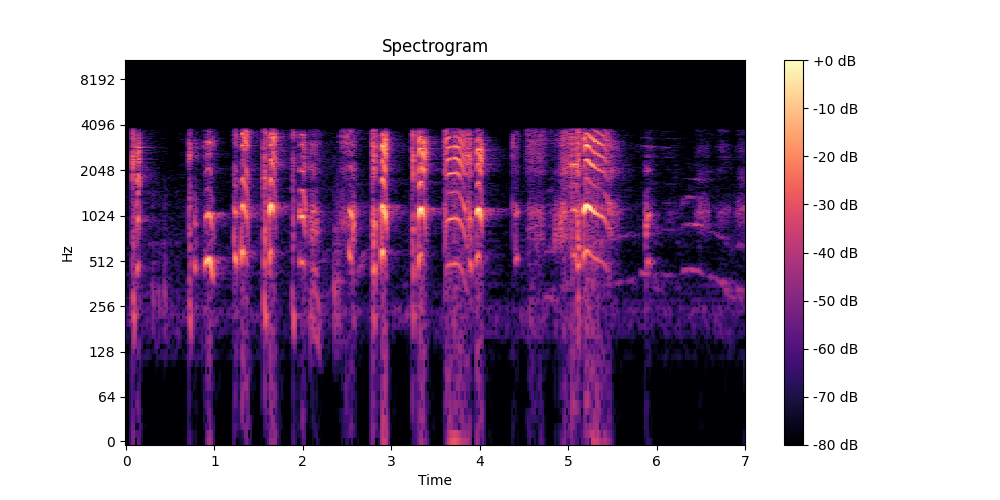 Spectrogram
8192
4096
2048
1024
512
256
128
64
0
Hz
0 1 2 3 4 5 6 7
Time
+0 dB
-10 dB
-20 dB
-30 dB
-40 dB
-50 dB
-60 dB
-70 dB
-80 dB